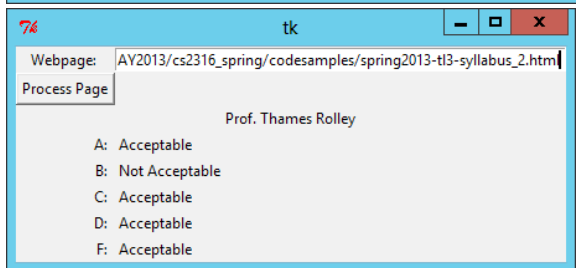 Tk tk
Webpage: AY2013/cs2316_spring/codesamples/spring2013-tl3-syllabus_2.html
Process Page
Prof. Thames Rolley
A: Acceptable
B: Not Acceptable
C: Acceptable
D: Acceptable
F: Acceptable